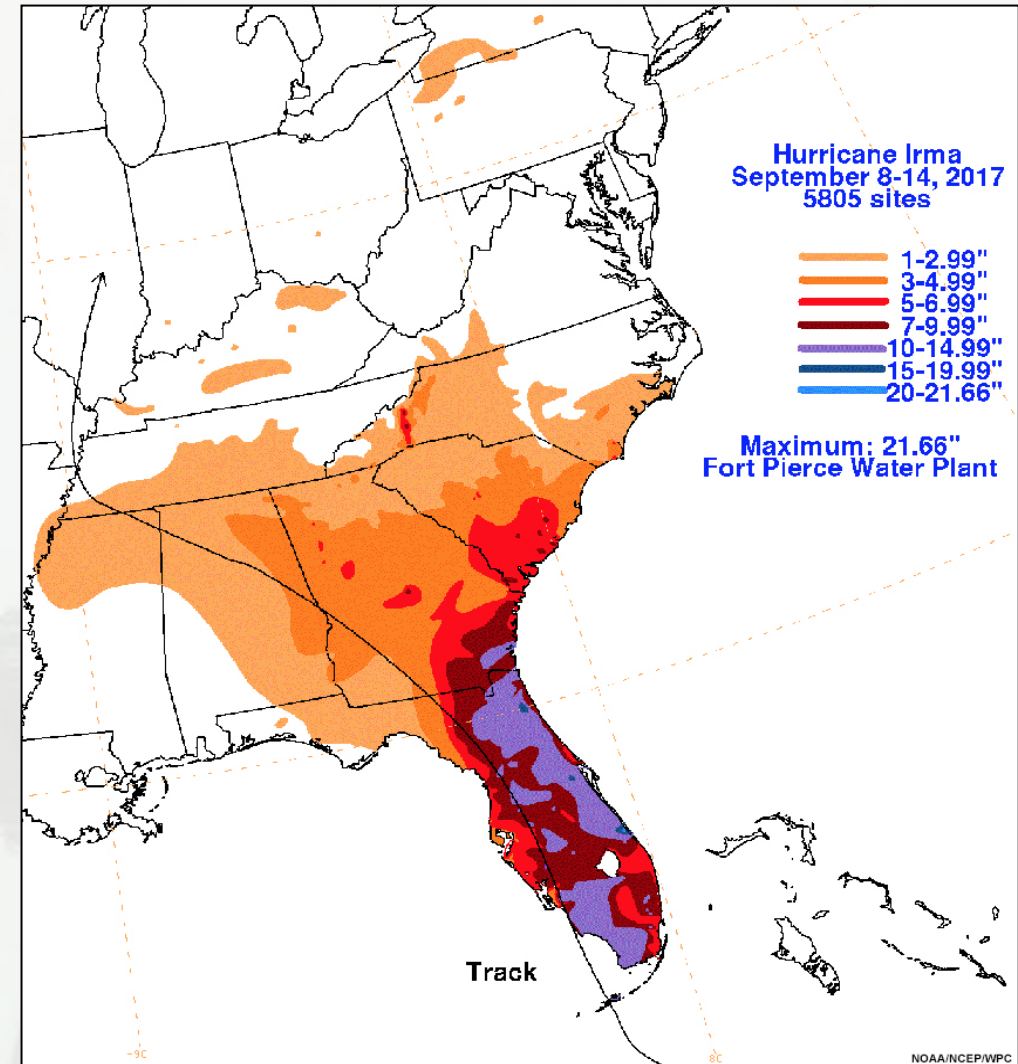 Hurricane Irma
September 8-14, 2017
5805 sites
1-2.99"
3-4.99"
5-6.99"
7-9.99"
10-14.99"
15-19.99"
20-21.66"
Maximum: 21.66"
Fort Pierce Water Plant
Track
-9C
8C
NOAA/NCEP/WPC